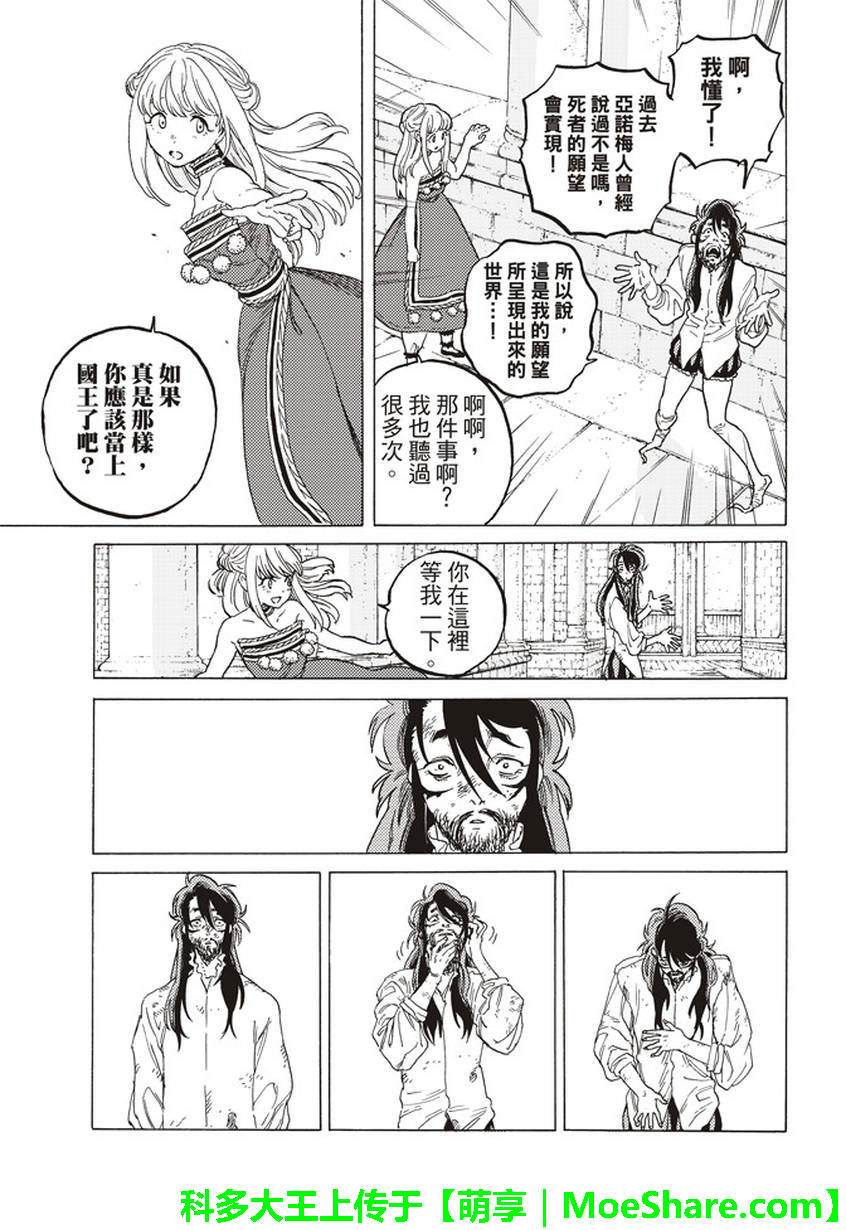 啊，
我懂了！
過去
亞諾梅人曾經
說過不是嗎，
死者的願望
會實現！
所以說，
這是我的願望
所呈現出來的
世界…！
啊啊，
那件事啊？
我也聽過
很多次。
如果
真是那樣，
你應該當上
國王了吧？
你在這裡
等我一下。
科多大王上传于【萌享｜MoeShare.com】